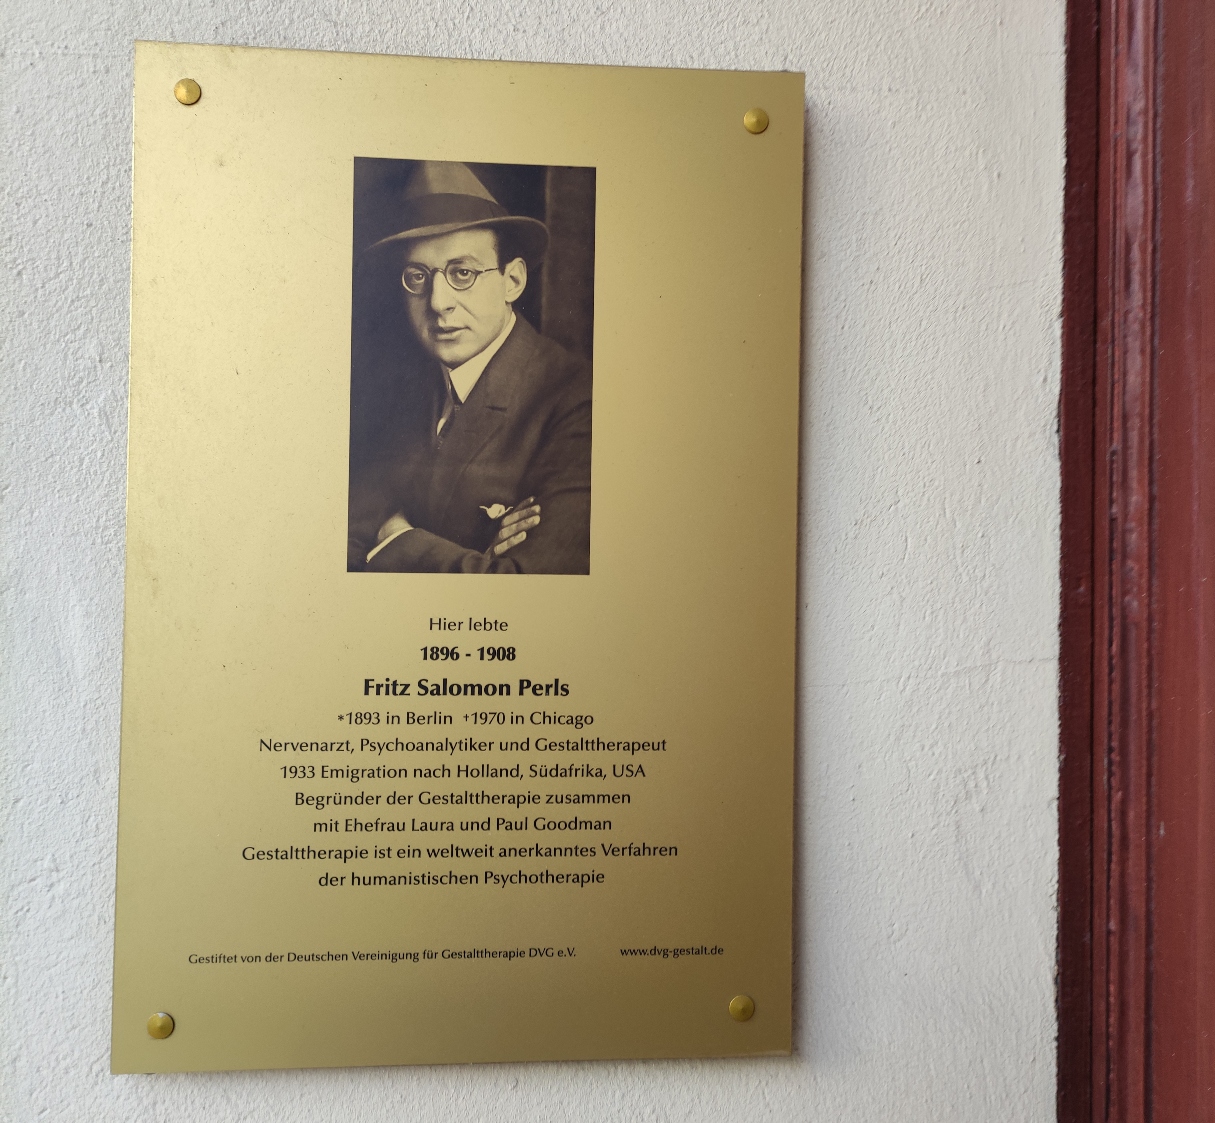 Hier lebte
1896 - 1908
Fritz Salomon Perls
*1893 in Berlin †1970 in Chicago
Nervenarzt, Psychoanalytiker und Gestalttherapeut
1933 Emigration nach Holland, Südafrika, USA
Begründer der Gestalttherapie zusammen
mit Ehefrau Laura und Paul Goodman
Gestalttherapie ist ein weltweit anerkanntes Verfahren
der humanistischen Psychotherapie
Gestiftet von der Deutschen Vereinigung für Gestalttherapie DVG e.V. www.dvg-gestalt.de